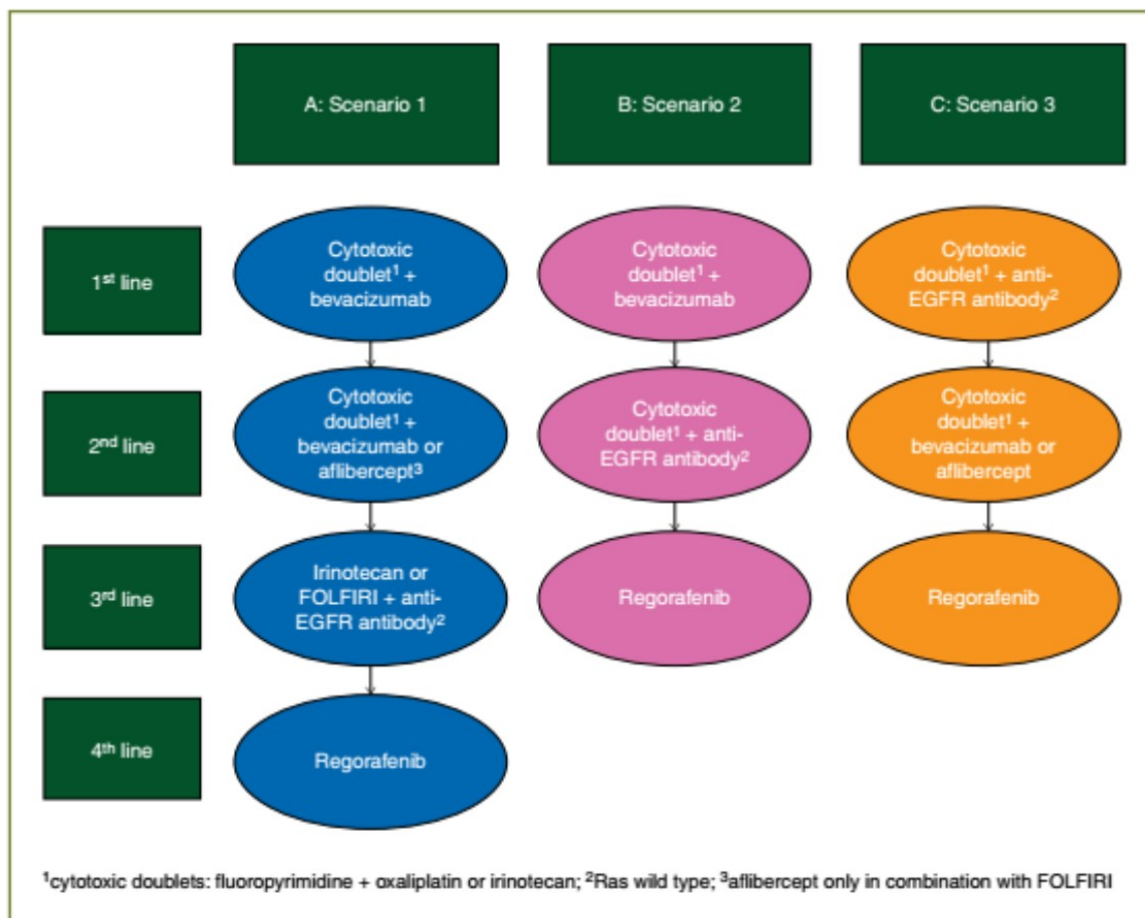 A: Scenario 1
B: Scenario 2
C: Scenario 3
1st line
Cytotoxic
doublet¹ +
bevacizumab
Cytotoxic
doublet¹ +
bevacizumab
Cytotoxic
doublet¹ + anti-
EGFR antibody²
2nd line
Cytotoxic
doublet¹ +
bevacizumab or
aflibercept³
Cytotoxic
doublet¹ + anti-
EGFR antibody²
Cytotoxic
doublet¹ +
bevacizumab or
aflibercept
3rd line
Irinotecan or
FOLFIRI + anti-
EGFR antibody²
Regorafenib
Regorafenib
4th line
Regorafenib
¹cytotoxic doublets: fluoropyrimidine + oxaliplatin or irinotecan; ²Ras wild type; ³aflibercept only in combination with FOLFIRI